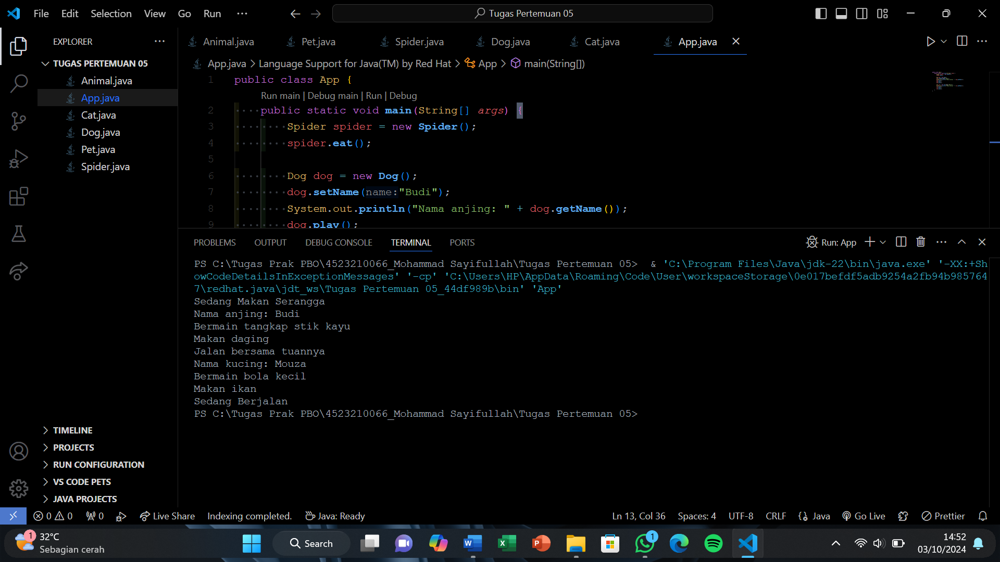 File Edit Selection View Go Run ···
Tugas Pertemuan 05
EXPLORER
TUGAS PERTEMUAN 05
Animal.java
App.java
Cat.java
Dog.java
Pet.java
Spider.java
TIMELINE
PROJECTS
RUN CONFIGURATION
VS CODE PETS
JAVA PROJECTS
Animal.java Pet.java Spider.java Dog.java Cat.java App.java
App.java > Language Support for Java(TM) by Red Hat > App > main(String[])
1 public class App {
Run main | Debug main | Run | Debug
2 public static void main(String[] args) {
3 Spider spider = new Spider();
4 spider.eat();
5
6 Dog dog = new Dog();
7 dog.setName(name:"Budi");
8 System.out.println("Nama anjing: " + dog.getName());
9 dog.play();
PROBLEMS OUTPUT DEBUG CONSOLE TERMINAL PORTS
Run: App
PS C:\Tugas Prak PBO\4523210066_Mohammad Sayifullah\Tugas Pertemuan 05>  & 'C:\Program Files\Java\jdk-22\bin\java.exe' '-XX:+Sh
owCodeDetailsInExceptionMessages' '-cp' 'C:\Users\HP\AppData\Roaming\Code\User\workspaceStorage\0e017befdf5adb9254a2fb94b985764
7\redhat.java\jdt_ws\Tugas Pertemuan 05_44df989b\bin' 'App'
Sedang Makan Serangga
Nama anjing: Budi
Bermain tangkap stik kayu
Makan daging
Jalan bersama tuannya
Nama kucing: Mouza
Bermain bola kecil
Makan ikan
Sedang Berjalan
PS C:\Tugas Prak PBO\4523210066_Mohammad Sayifullah\Tugas Pertemuan 05>
0 0 0 Live Share Indexing completed. Java: Ready
Ln 13, Col 36 Spaces: 4 UTF-8 CRLF Java Go Live Prettier
1
32°C
Sebagian cerah
Search
1
14:52
03/10/2024